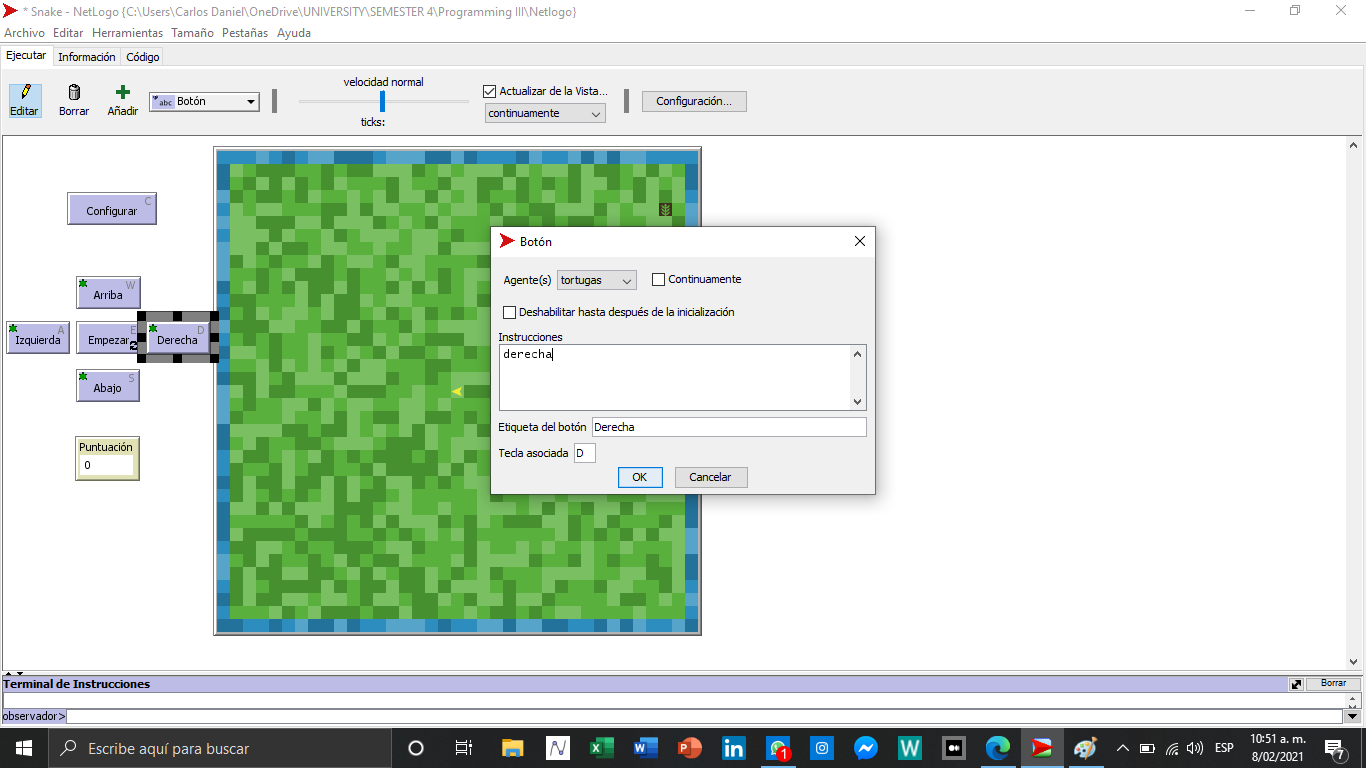 * Snake - NetLogo {C:\Users\Carlos Daniel\OneDrive\UNIVERSITY\SEMESTER 4\Programming III\Netlogo}
Archivo Editar Herramientas Tamaño Pestañas Ayuda
Ejecutar Información Código
velocidad normal
Editar Borrar Añadir abc Botón
ticks:
Actualizar de la Vista...
continuamente
Configuración...
C
Configurar
W
Arriba
A
Izquierda
E
Empezar
D
Derecha
S
Abajo
Puntuación
0
Botón
Agente(s) tortugas Continuamente
Deshabilitar hasta después de la inicialización
Instrucciones
derecha
Etiqueta del botón Derecha
Tecla asociada D
OK Cancelar
Terminal de Instrucciones Borrar
observador>
Escribe aquí para buscar
1
ESP
10:51 a. m.
8/02/2021
7